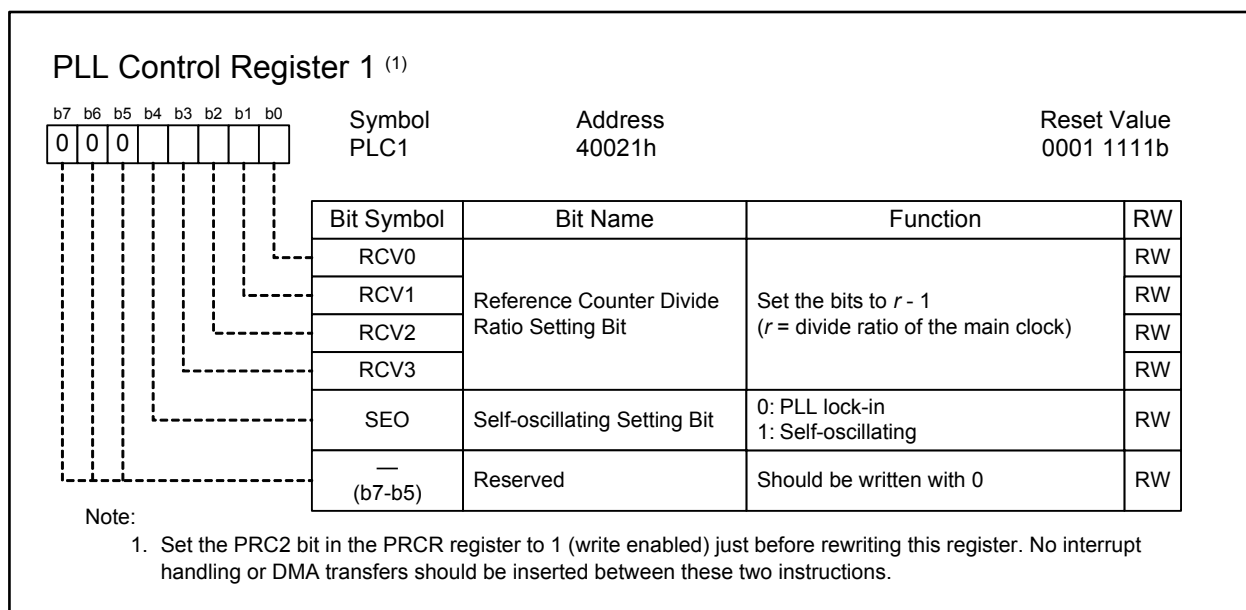 PLL Control Register 1 (1)
b7 b6 b5 b4 b3 b2 b1 b0
0 0 0
Symbol Address Reset Value
PLC1 40021h 0001 1111b
Bit Symbol Bit Name Function RW
RCV0 RW
RCV1 RW
RCV2 RW
RCV3 RW
Reference Counter Divide
Ratio Setting Bit
Set the bits to r - 1
(r = divide ratio of the main clock)
SEO Self-oscillating Setting Bit 0: PLL lock-in RW
1: Self-oscillating
—
(b7-b5) Reserved Should be written with 0 RW
Note:
1. Set the PRC2 bit in the PRCR register to 1 (write enabled) just before rewriting this register. No interrupt
handling or DMA transfers should be inserted between these two instructions.